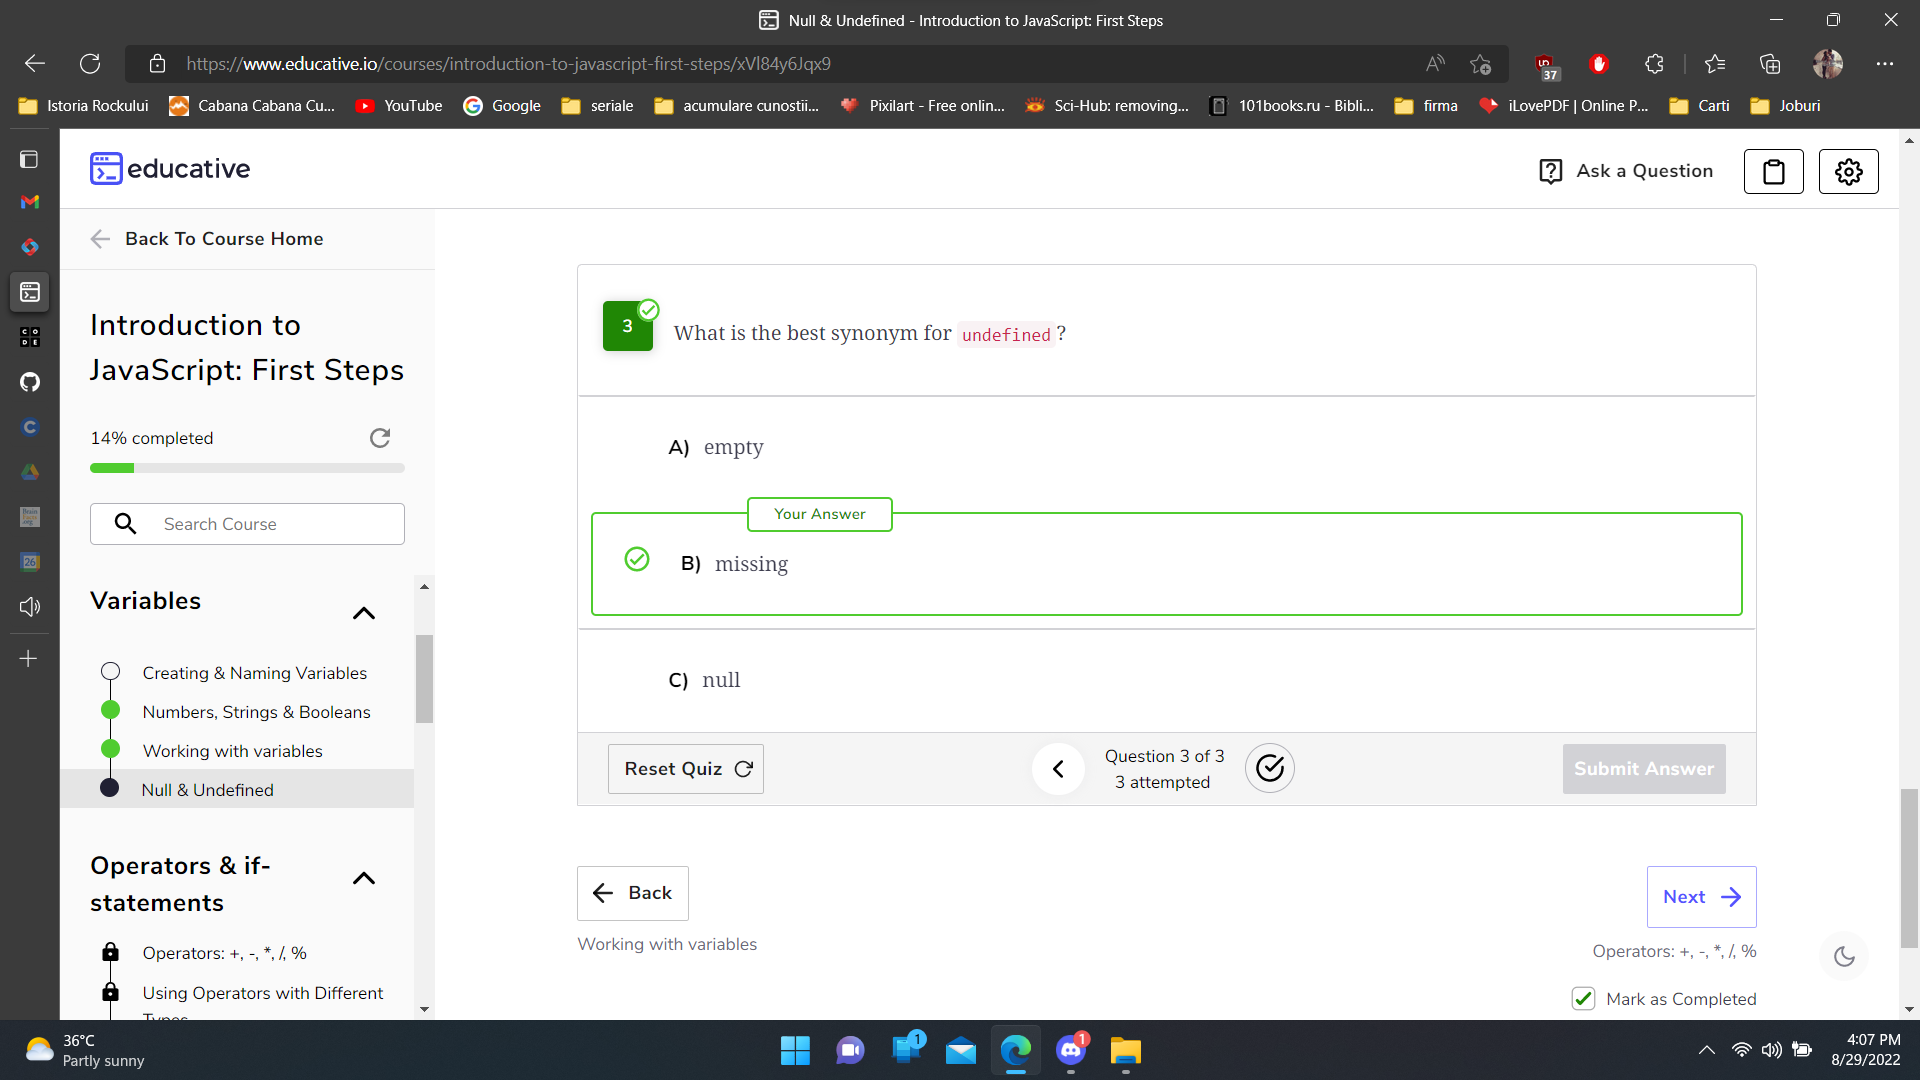 Null & Undefined - Introduction to JavaScript: First Steps
https://www.educative.io/courses/introduction-to-javascript-first-steps/xVl84y6Jqx9
37
Istoria Rockului
Cabana Cabana Cu...
YouTube
Google
seriale
acumulare cunostii...
Pixilart - Free onlin...
Sci-Hub: removing...
101books.ru - Bibli...
firma
iLovePDF | Online P...
Carti
Joburi
educative
Ask a Question
Back To Course Home
Introduction to
JavaScript: First Steps
14% completed
Search Course
Variables
Creating & Naming Variables
Numbers, Strings & Booleans
Working with variables
Null & Undefined
Operators & if-
statements
Operators: +, -, *, /, %
Using Operators with Different
Types
3
What is the best synonym for undefined?
A) empty
Your Answer
B) missing
C) null
Reset Quiz
Question 3 of 3
3 attempted
Submit Answer
Back
Working with variables
Next
Operators: +, -, *, /, %
Mark as Completed
36°C
Partly sunny
1
1
4:07 PM
8/29/2022